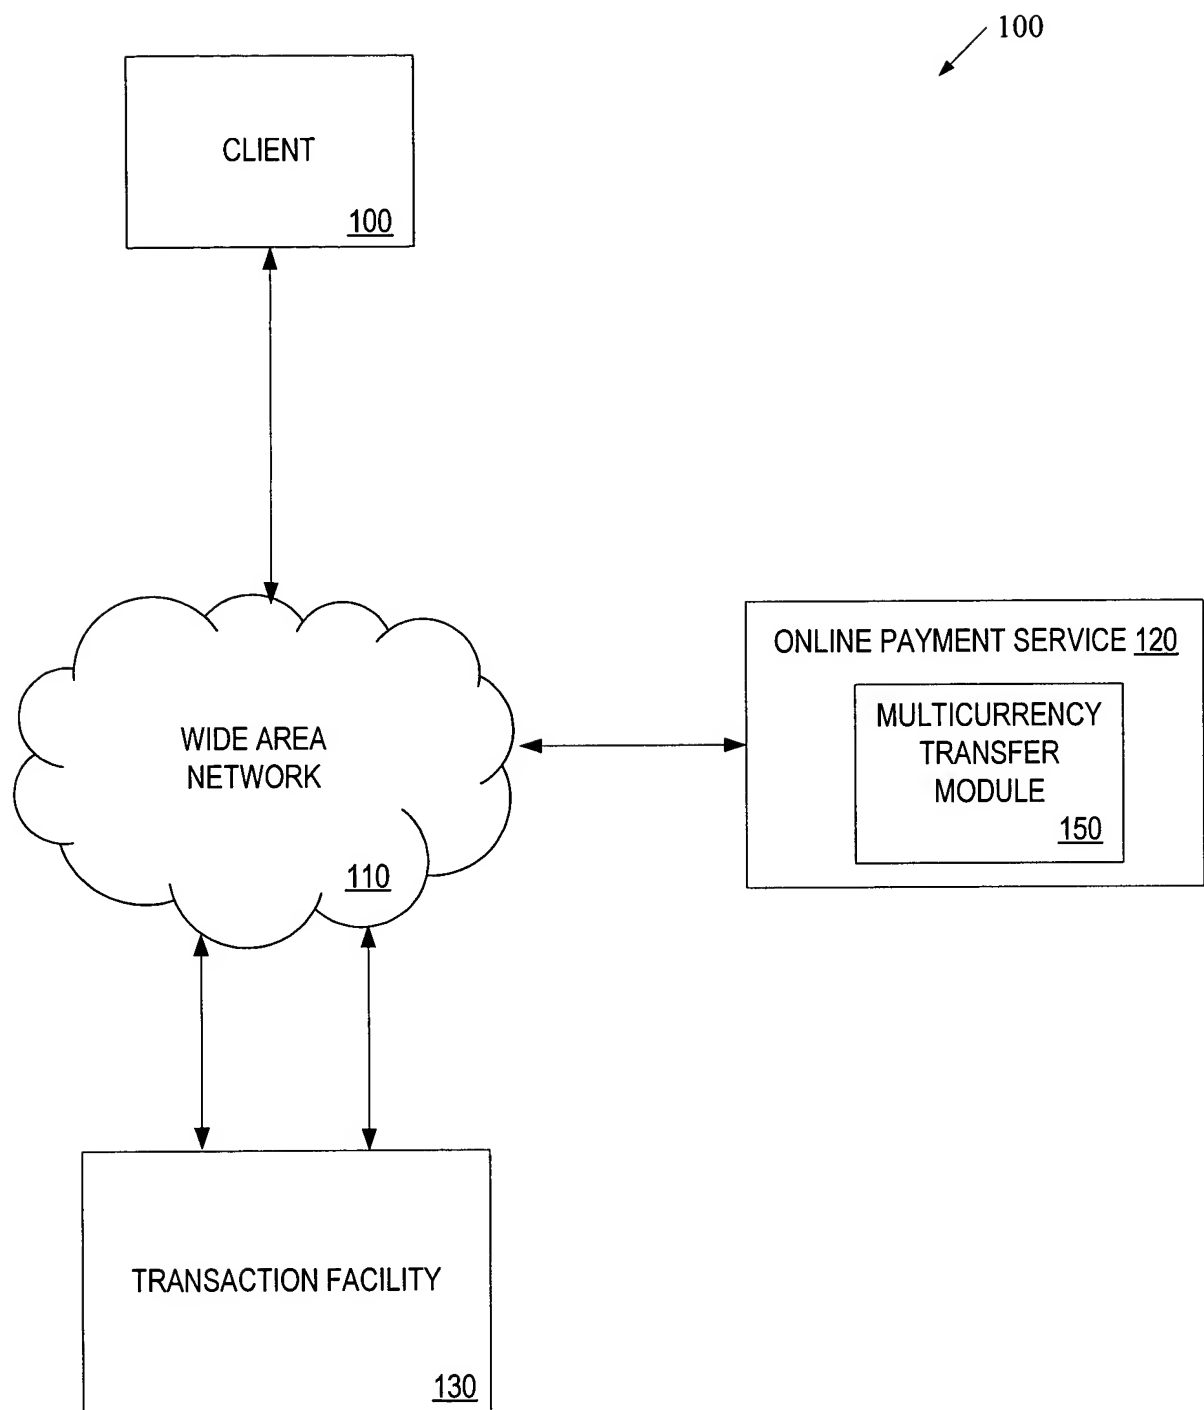 100
CLIENT
100
ONLINE PAYMENT SERVICE 120
MULTICURRENCY
TRANSFER
MODULE
150
WIDE AREA
NETWORK
110
TRANSACTION FACILITY
130